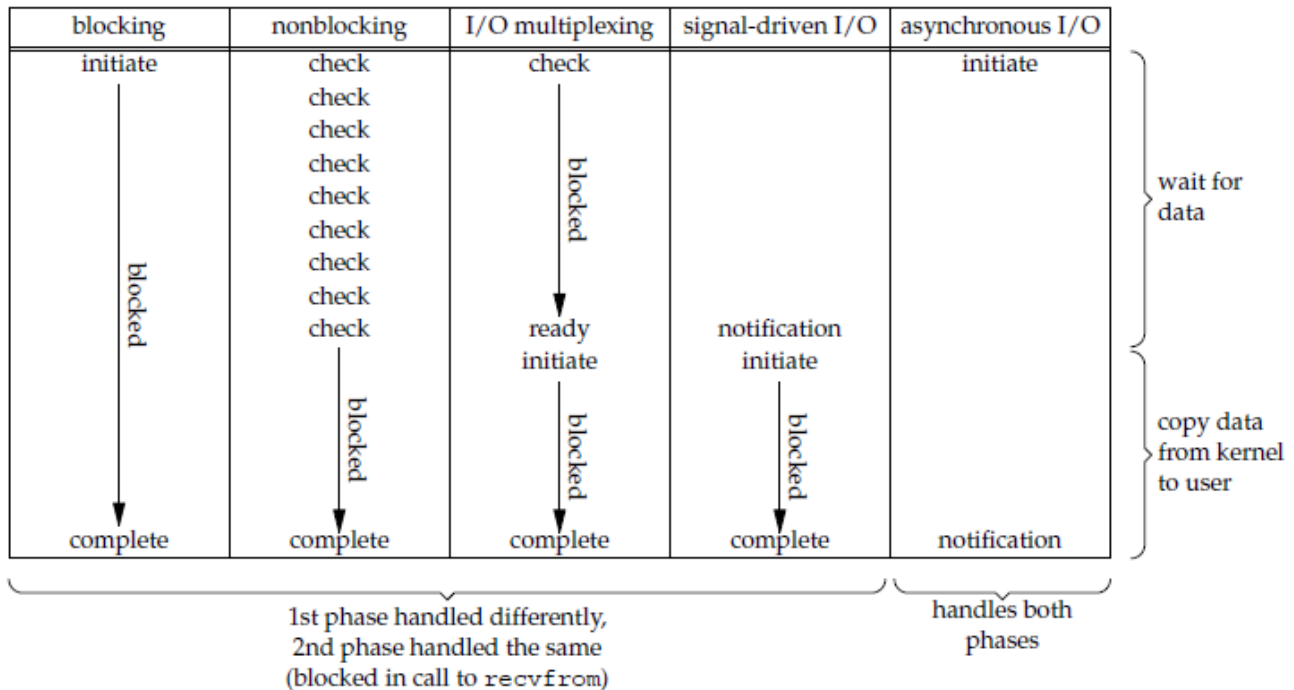 blocking nonblocking I/O multiplexing signal-driven I/O asynchronous I/O
initiate check check initiate
check
check
check
check
check
check
check
check ready notification
initiate initiate
blocked
blocked
blocked
blocked
blocked
complete complete complete complete notification
wait for
data
copy data
from kernel
to user
1st phase handled differently,
2nd phase handled the same
(blocked in call to recvfrom)
handles both
phases